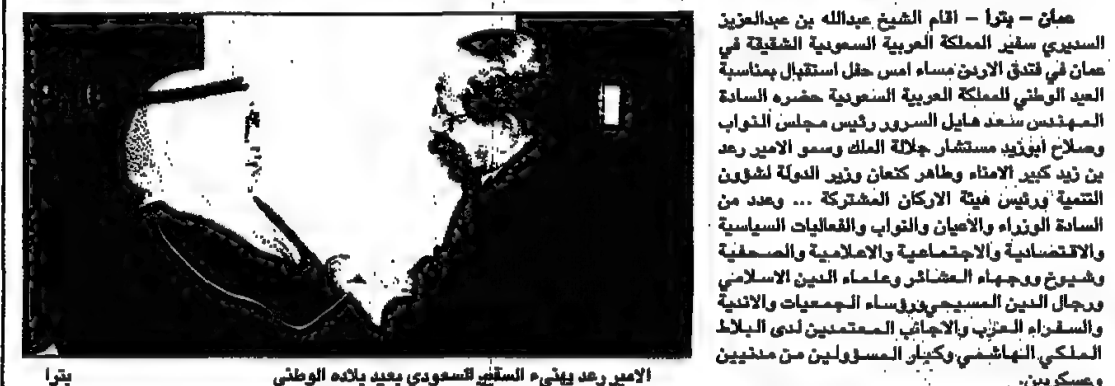 عمان – بترا – اقام الشيخ عبدالله بن عبدالعزيز
السديري سفير المملكة العربية السعودية الشقيقة في
عمان في فندق الاردن مساء امس حفل استقبال بمناسبة
العيد الوطني للمملكة العربية السعودية حضره السادة
المهندس سعد هايل السرور رئيس مجلس النواب
وصلاح ابوزيد مستشار جلالة الملك وسمو الامير رعد
بن زيد كبير الامناء وطاهر كنعان وزير الدولة لشؤون
التنمية ورئيس هيئة الاركان المشتركة ... وعدد من
السادة الوزراء والأعيان والنواب والفعاليات السياسية
والاقتصادية والاجتماعية والاعلامية والصحفية
وشيوخ ووجهاء العشائر وعلماء الدين الاسلامي
ورجال الدين المسيحي ورؤساء الجمعيات والاندية
والسفراء العرب والاجانب المعتمدين لدى البلاط
الملكي الهاشمي وكبار المسؤولين من مدنيين
وعسكريين.
الامير رعد يهنيء السفير السعودي بعيد بلاده الوطني
بترا